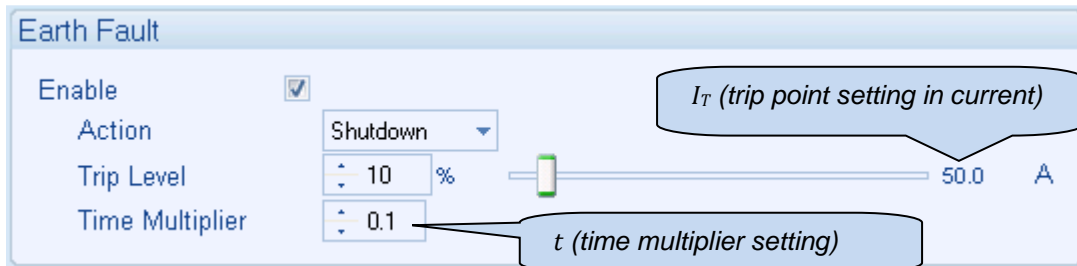 Earth Fault
Enable
I_T (trip point setting in current)
Action Shutdown
Trip Level 10 % 50.0 A
Time Multiplier 0.1
t (time multiplier setting)